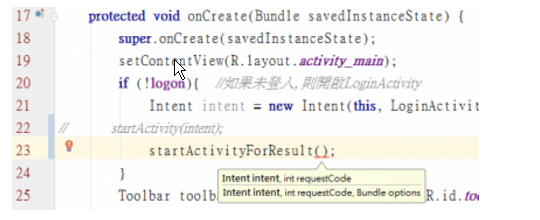 17 protected void onCreate(Bundle savedInstanceState) {
18 super.onCreate(savedInstanceState);
19 setContentView(R.layout.activity_main);
20 if (!logon){ //如果未登入, 則開啟LoginActivity
21 Intent intent = new Intent(this, LoginActivit
22 // startActivity(intent);
23 startActivityForResult();
Intent intent, int requestCode
24 }
Intent intent, int requestCode, Bundle options
25 Toolbar toolb R.id.too